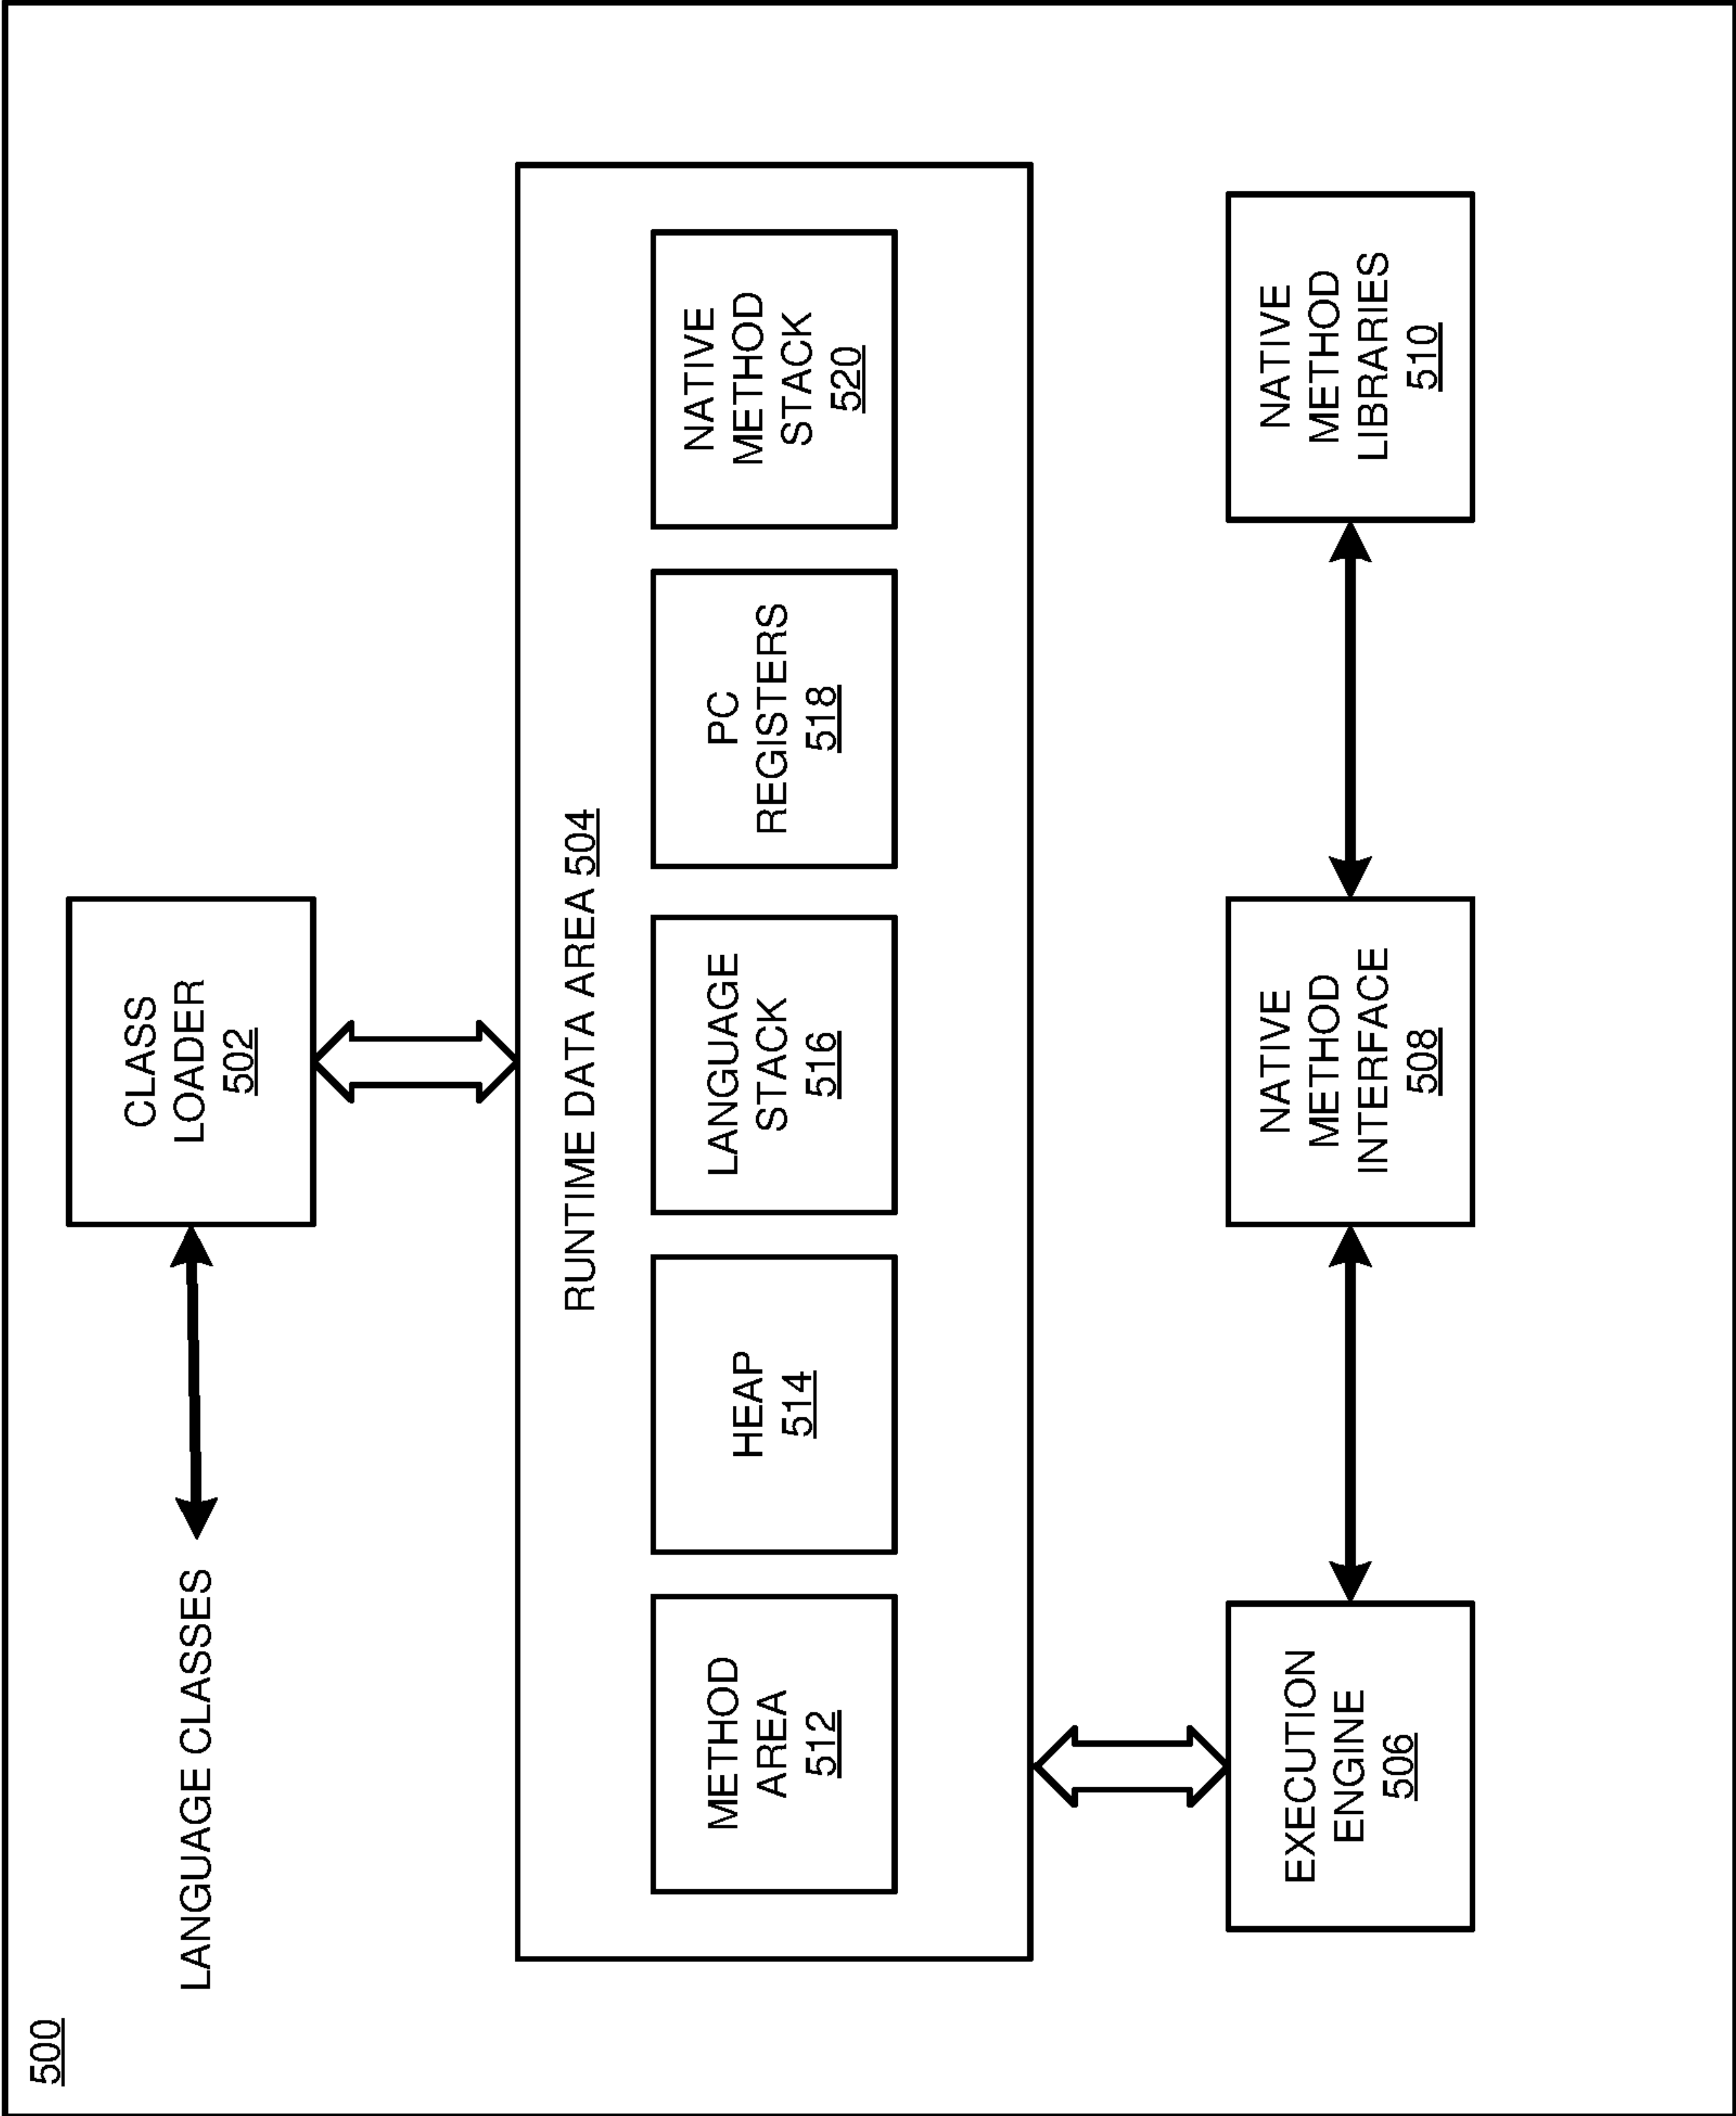 500
LANGUAGE CLASSES
CLASS
LOADER
502
RUNTIME DATA AREA 504
METHOD
AREA
512
HEAP
514
LANGUAGE
STACK
516
PC
REGISTERS
518
NATIVE
METHOD
STACK
520
EXECUTION
ENGINE
506
NATIVE
METHOD
INTERFACE
508
NATIVE
METHOD
LIBRARIES
510